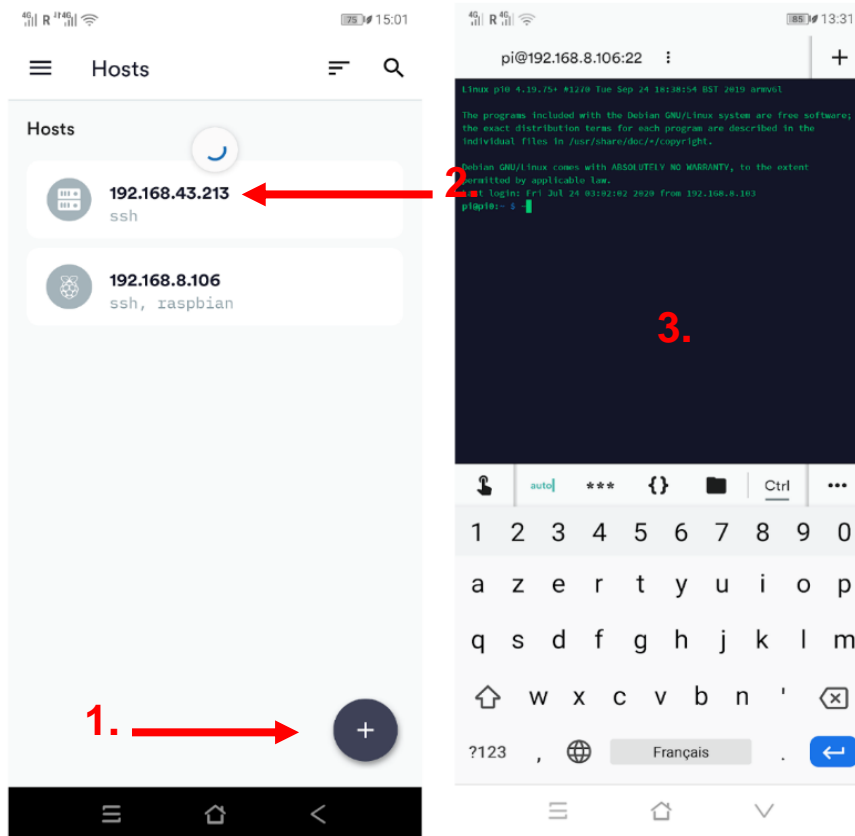 4G R 4G 75 15:01
Hosts
Hosts
192.168.43.213
ssh
192.168.8.106
ssh, raspbian
1.
+
2.
4G R 4G 85 13:31
pi@192.168.8.106:22
+
Linux pi0 4.19.75+ #1270 Tue Sep 24 18:38:54 BST 2019 armv6l
The programs included with the Debian GNU/Linux system are free software;
the exact distribution terms for each program are described in the
individual files in /usr/share/doc/*/copyright.
Debian GNU/Linux comes with ABSOLUTELY NO WARRANTY, to the extent
permitted by applicable law.
login: Fri Jul 24 03:02:02 2020 from 192.168.8.103
pi@pi0:~ $ -
3.
auto *** {} Ctrl •••
1 2 3 4 5 6 7 8 9 0
a z e r t y u i o p
q s d f g h j k l m
w x c v b n '
?123 , Français .